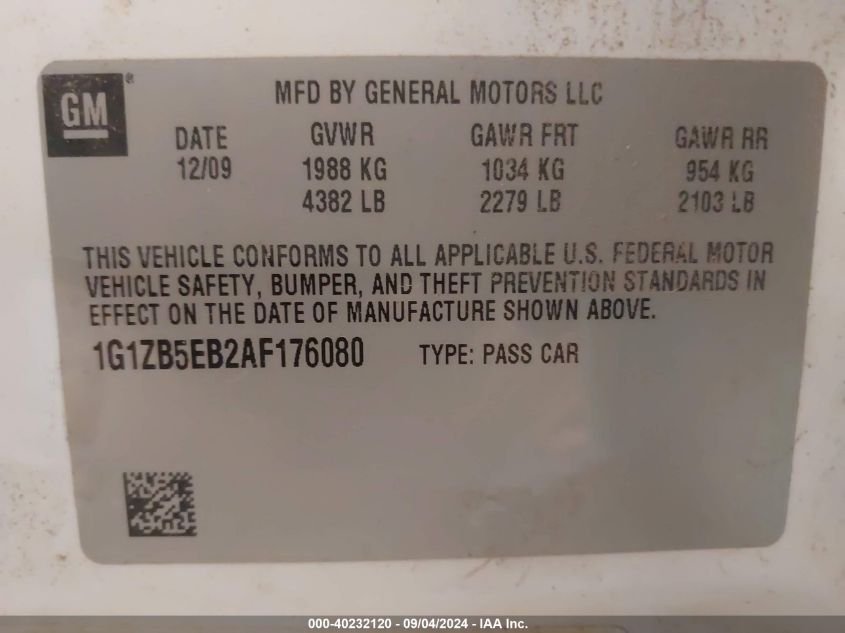 GM®
MFD BY GENERAL MOTORS LLC
DATE GVWR GAWR FRT GAWR RR
12/09 1988 KG 1034 KG 954 KG
4382 LB 2279 LB 2103 LB
THIS VEHICLE CONFORMS TO ALL APPLICABLE U.S. FEDERAL MOTOR
VEHICLE SAFETY, BUMPER, AND THEFT PREVENTION STANDARDS IN
EFFECT ON THE DATE OF MANUFACTURE SHOWN ABOVE.
1G1ZB5EB2AF176080 TYPE: PASS CAR
000-40232120 - 09/04/2024 - IAA Inc.